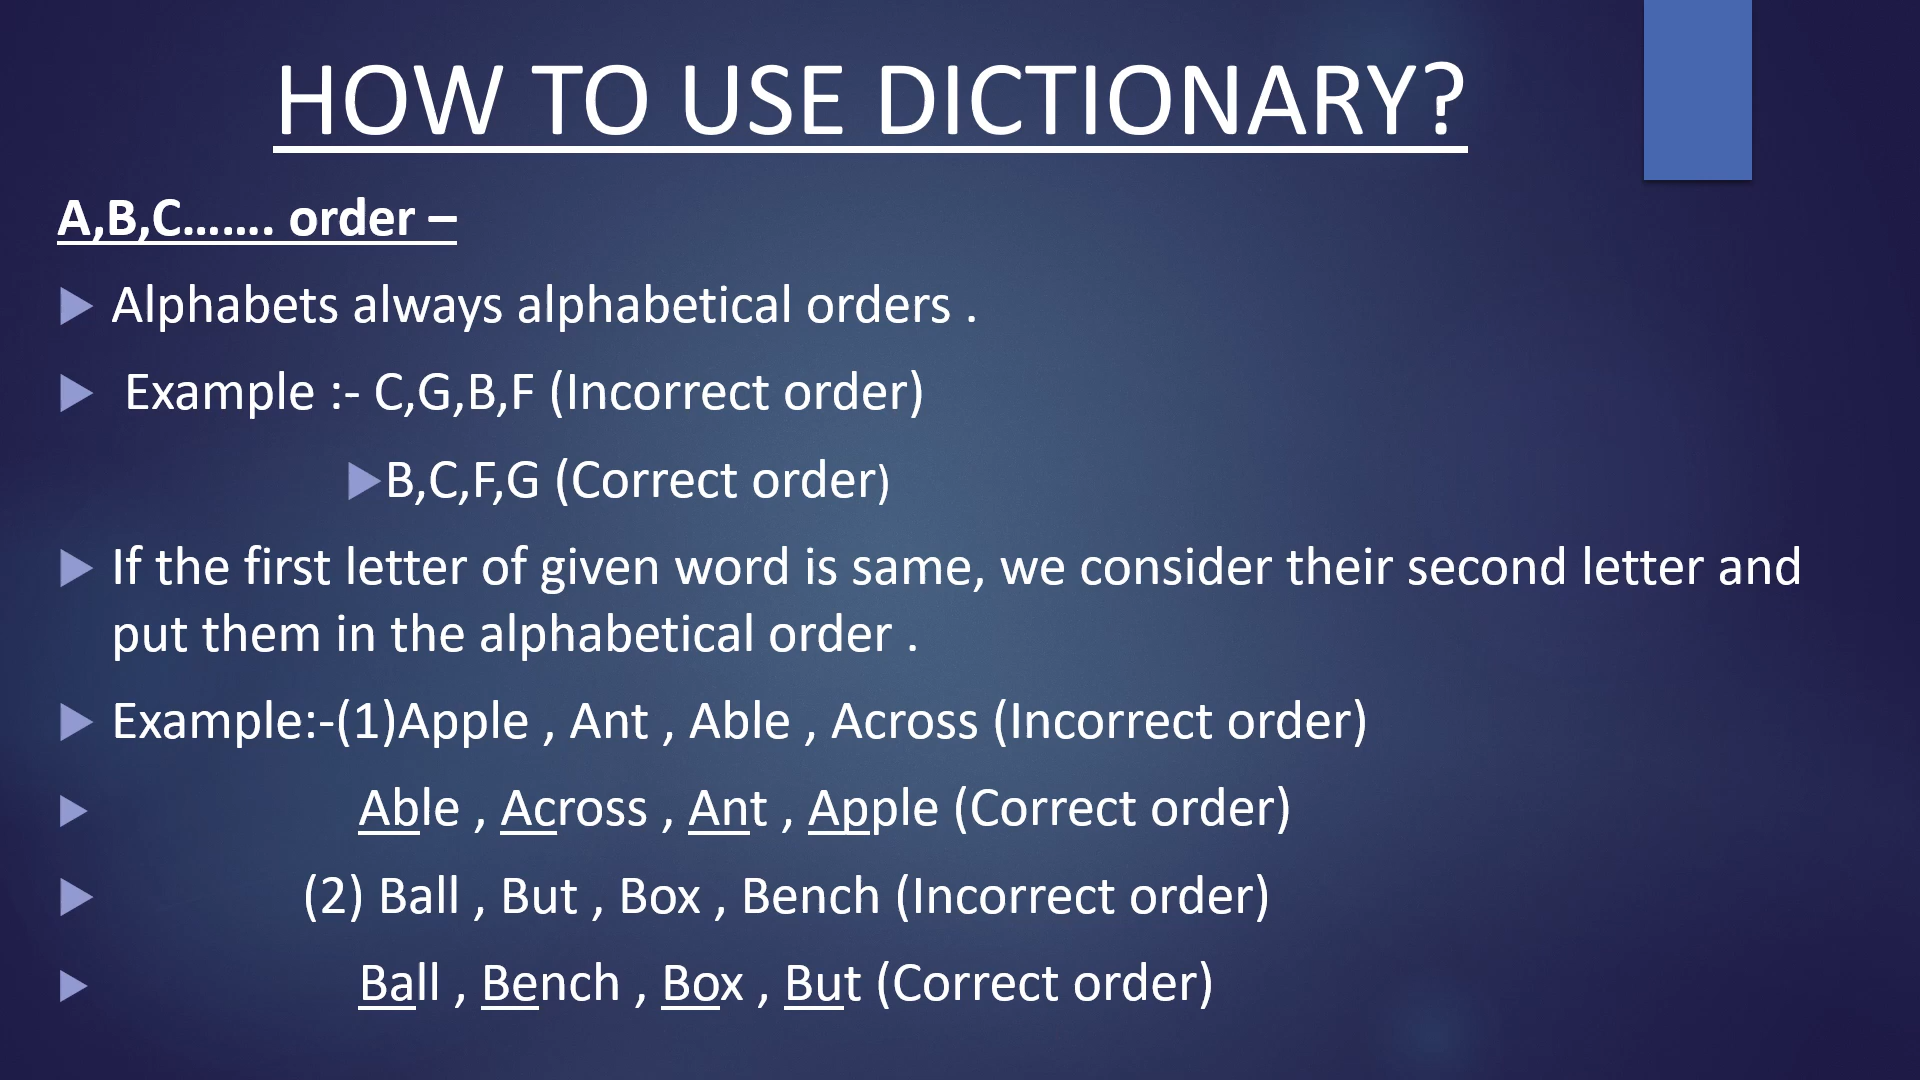 HOW TO USE DICTIONARY?
A,B,C....... order –
Alphabets always alphabetical orders .
Example :- C,G,B,F (Incorrect order)
B,C,F,G (Correct order)
If the first letter of given word is same, we consider their second letter and
put them in the alphabetical order .
Example:-(1)Apple , Ant , Able , Across (Incorrect order)
Able , Across , Ant , Apple (Correct order)
(2) Ball , But , Box , Bench (Incorrect order)
Ball , Bench , Box , But (Correct order)